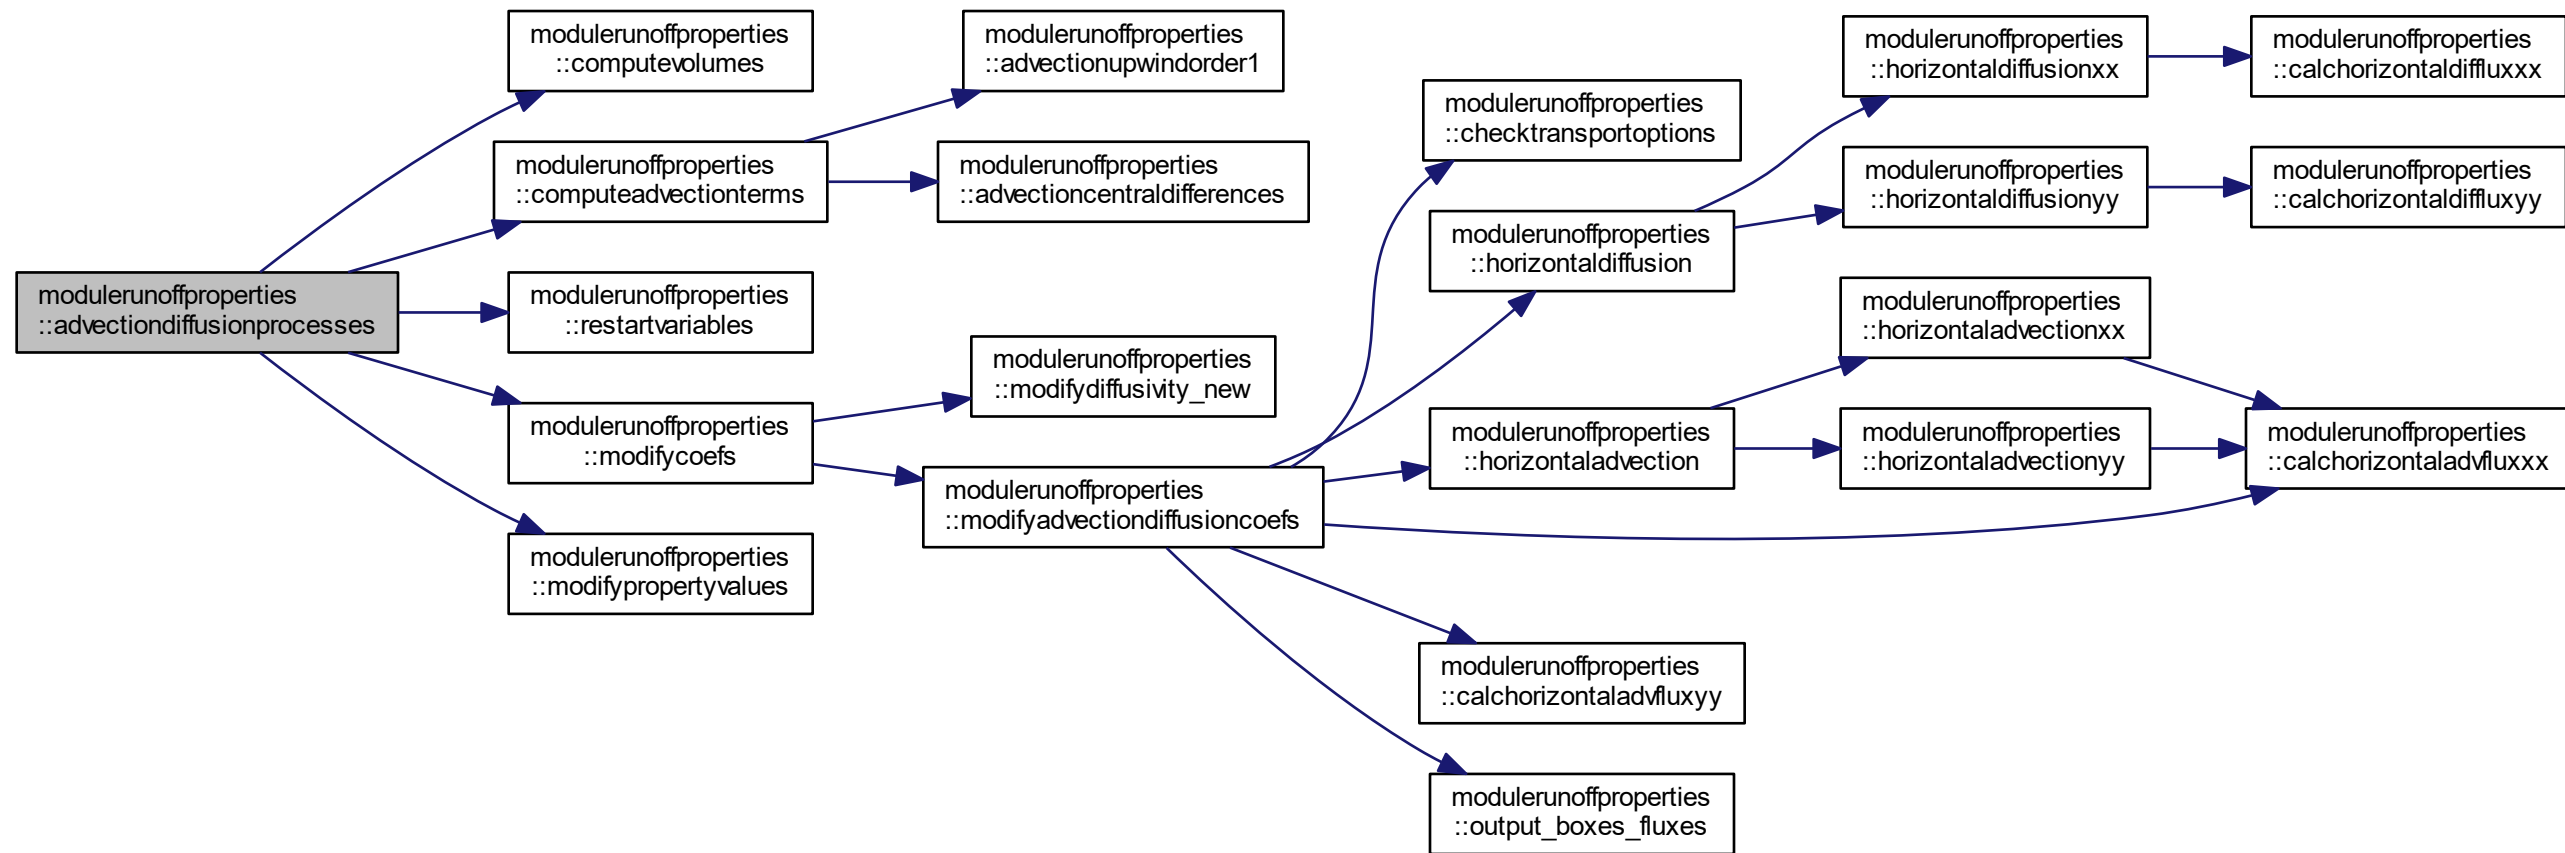 modulerunoffproperties
::advectiondiffusionprocesses
modulerunoffproperties
::computevolumes
modulerunoffproperties
::computeadvectionterms
modulerunoffproperties
::restartvariables
modulerunoffproperties
::modifycoefs
modulerunoffproperties
::modifypropertyvalues
modulerunoffproperties
::advectionupwindorder1
modulerunoffproperties
::advectioncentraldifferences
modulerunoffproperties
::modifydiffusivity_new
modulerunoffproperties
::modifyadvectiondiffusioncoefs
modulerunoffproperties
::checktransportoptions
modulerunoffproperties
::horizontaldiffusion
modulerunoffproperties
::horizontaladvection
modulerunoffproperties
::calchorizontaladvfluxyy
modulerunoffproperties
::output_boxes_fluxes
modulerunoffproperties
::horizontaldiffusionxx
modulerunoffproperties
::horizontaldiffusionyy
modulerunoffproperties
::horizontaladvectionxx
modulerunoffproperties
::horizontaladvectionyy
modulerunoffproperties
::calchorizontaldiffluxxx
modulerunoffproperties
::calchorizontaldiffluxyy
modulerunoffproperties
::calchorizontaladvfluxxx